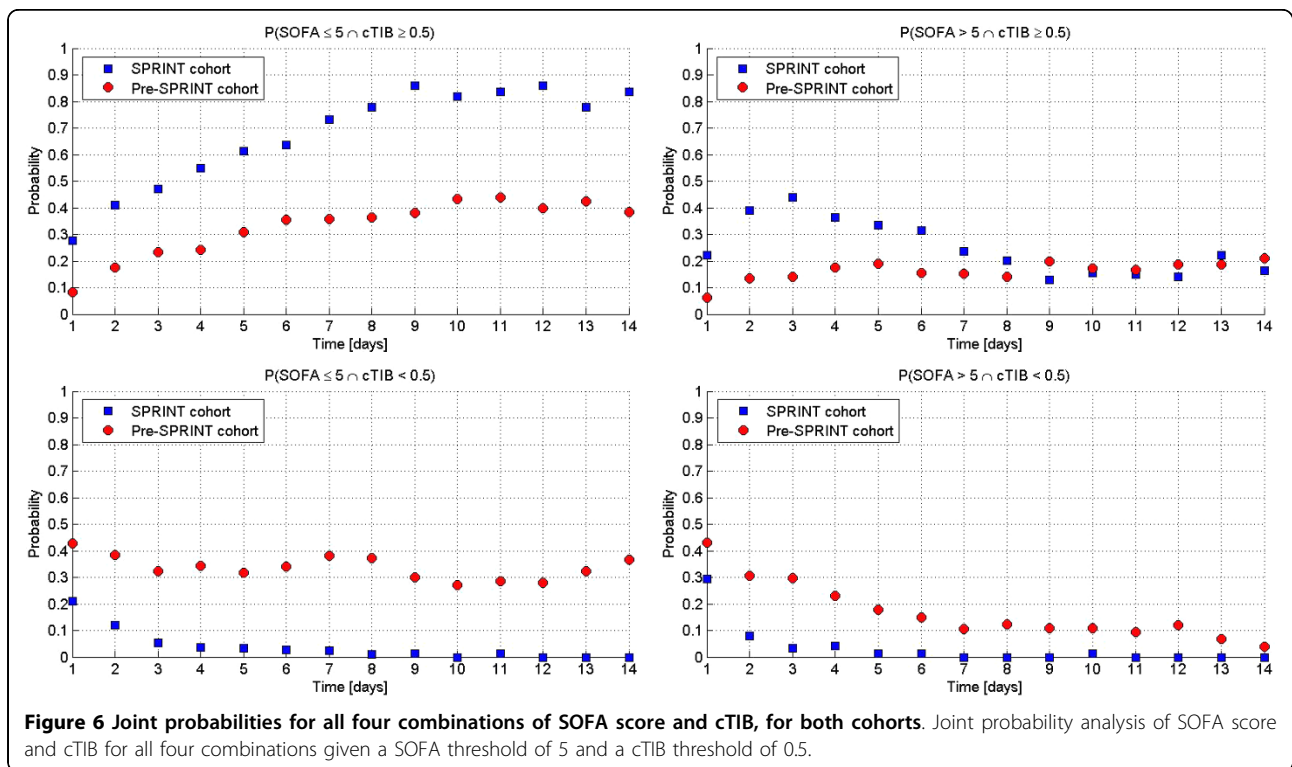 P(SOFA ≤ 5 ∩ cTIB ≥ 0.5)
1
0.9
0.8
0.7
0.6
0.5
0.4
0.3
0.2
0.1
0
Probability
SPRINT cohort
Pre-SPRINT cohort
1 2 3 4 5 6 7 8 9 10 11 12 13 14
Time [days]
P(SOFA > 5 ∩ cTIB ≥ 0.5)
1
0.9
0.8
0.7
0.6
0.5
0.4
0.3
0.2
0.1
0
Probability
SPRINT cohort
Pre-SPRINT cohort
1 2 3 4 5 6 7 8 9 10 11 12 13 14
Time [days]
P(SOFA ≤ 5 ∩ cTIB < 0.5)
1
0.9
0.8
0.7
0.6
0.5
0.4
0.3
0.2
0.1
0
Probability
SPRINT cohort
Pre-SPRINT cohort
1 2 3 4 5 6 7 8 9 10 11 12 13 14
Time [days]
P(SOFA > 5 ∩ cTIB < 0.5)
1
0.9
0.8
0.7
0.6
0.5
0.4
0.3
0.2
0.1
0
Probability
SPRINT cohort
Pre-SPRINT cohort
1 2 3 4 5 6 7 8 9 10 11 12 13 14
Time [days]
Figure 6 Joint probabilities for all four combinations of SOFA score and cTIB, for both cohorts. Joint probability analysis of SOFA score
and cTIB for all four combinations given a SOFA threshold of 5 and a cTIB threshold of 0.5.